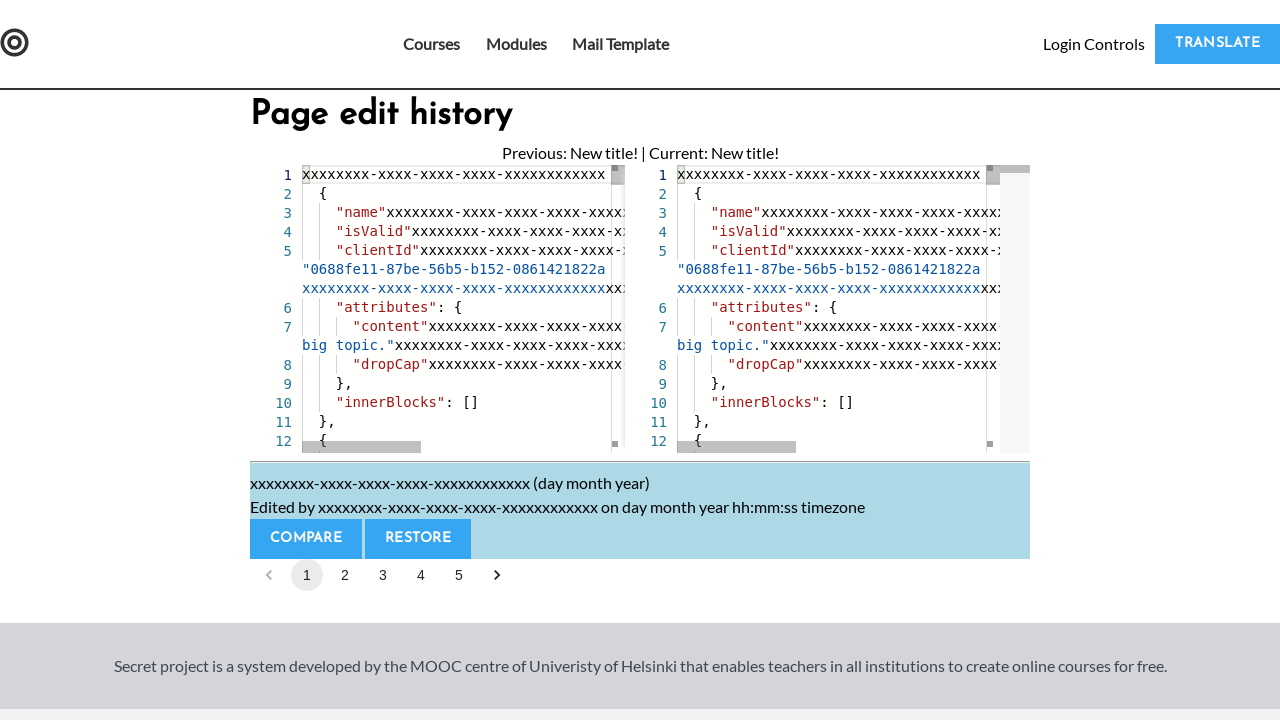 Courses Modules Mail Template Login Controls TRANSLATE
Page edit history
Previous: New title! | Current: New title!
1 xxxxxxxx-xxxx-xxxx-xxxx-xxxxxxxxxxxx 1 xxxxxxxx-xxxx-xxxx-xxxx-xxxxxxxxxxxx
2 { 2 {
3 "name"xxxxxxxx-xxxx-xxxx-xxxx-xxxxx 3 "name"xxxxxxxx-xxxx-xxxx-xxxx-xxxxx
4 "isValid"xxxxxxxx-xxxx-xxxx-xxxx-xx 4 "isValid"xxxxxxxx-xxxx-xxxx-xxxx-xx
5 "clientId"xxxxxxxx-xxxx-xxxx-xxxx-x 5 "clientId"xxxxxxxx-xxxx-xxxx-xxxx-x
"0688fe11-87be-56b5-b152-0861421822a "0688fe11-87be-56b5-b152-0861421822a
xxxxxxxx-xxxx-xxxx-xxxx-xxxxxxxxxxxxxxx xxxxxxxx-xxxx-xxxx-xxxx-xxxxxxxxxxxxxxx
6 "attributes": { 6 "attributes": {
7 "content"xxxxxxxx-xxxx-xxxx-xxxx- 7 "content"xxxxxxxx-xxxx-xxxx-xxxx-
big topic."xxxxxxxx-xxxx-xxxx-xxxx-xxxx big topic."xxxxxxxx-xxxx-xxxx-xxxx-xxxx
8 "dropCap"xxxxxxxx-xxxx-xxxx-xxxx- 8 "dropCap"xxxxxxxx-xxxx-xxxx-xxxx-
9 }, 9 },
10 "innerBlocks": [] 10 "innerBlocks": []
11 }, 11 },
12 { 12 {
xxxxxxxx-xxxx-xxxx-xxxx-xxxxxxxxxxxx (day month year)
Edited by xxxxxxxx-xxxx-xxxx-xxxx-xxxxxxxxxxxx on day month year hh:mm:ss timezone
COMPARE RESTORE
1 2 3 4 5
Secret project is a system developed by the MOOC centre of Univeristy of Helsinki that enables teachers in all institutions to create online courses for free.